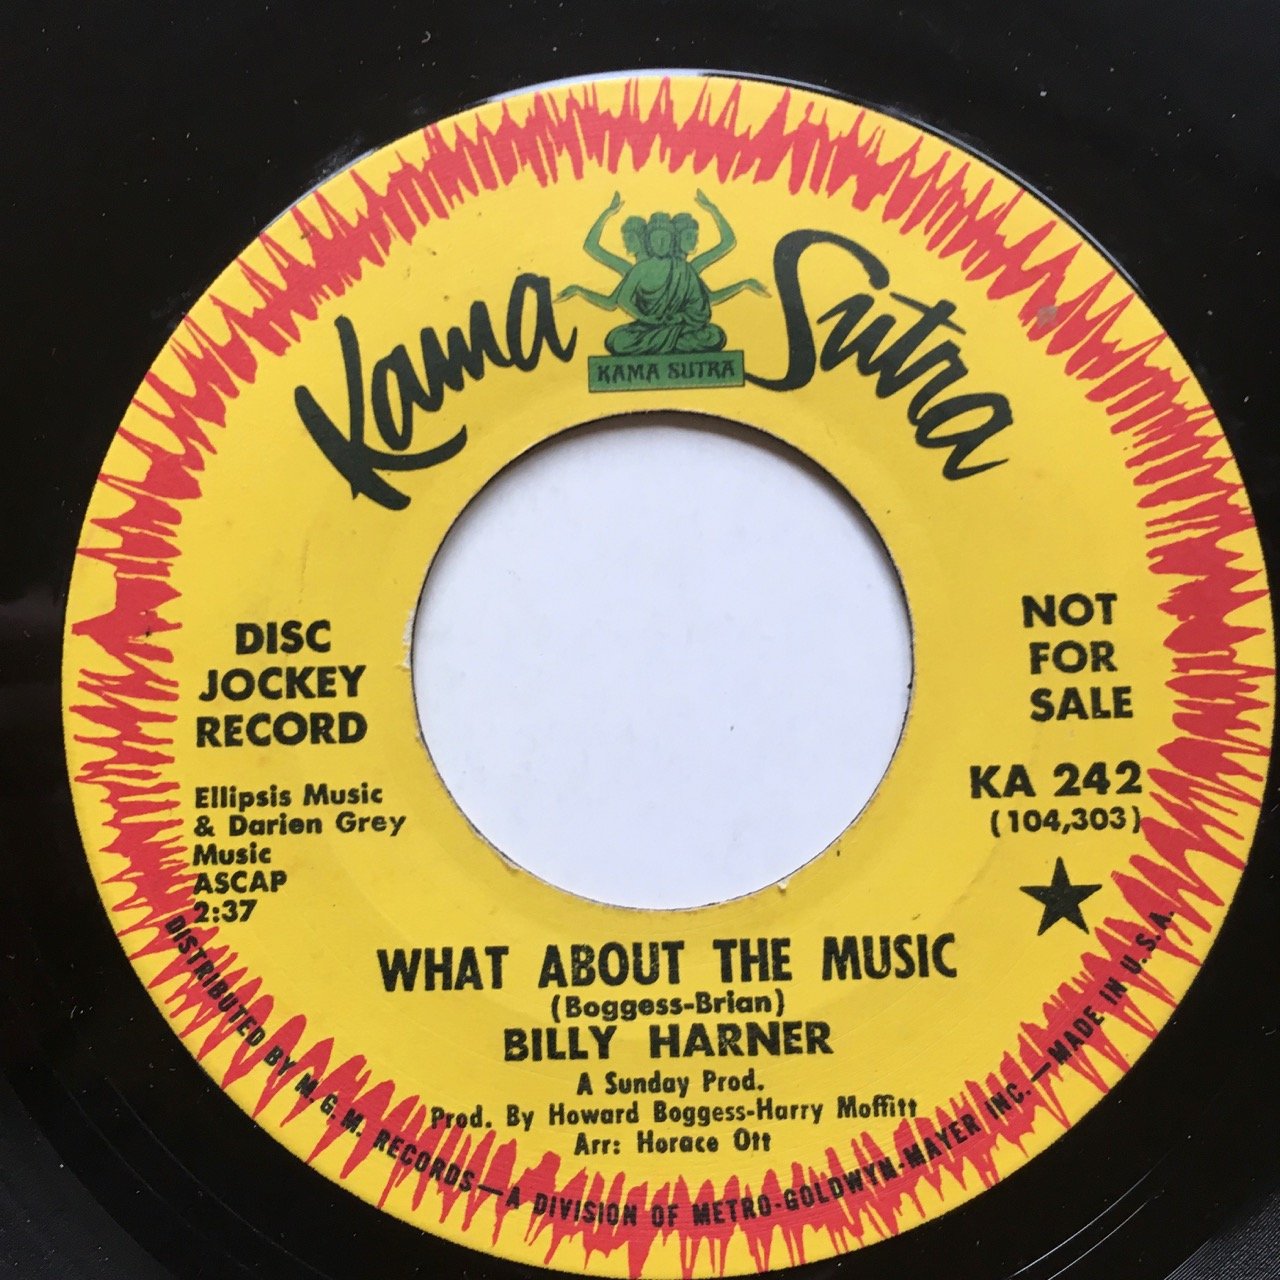 Kama Sutra
KAMA SUTRA
DISC
JOCKEY
RECORD
NOT
FOR
SALE
Ellipsis Music
& Darien Grey
Music
ASCAP
2:37
KA 242
(104,303)
WHAT ABOUT THE MUSIC
(Boggess-Brian)
BILLY HARNER
A Sunday Prod.
Prod. By Howard Boggess-Harry Moffitt
Arr: Horace Ott
DISTRIBUTED BY M.G.M. RECORDS—A DIVISION OF METRO-GOLDWYN-MAYER INC.—MADE IN U.S.A.